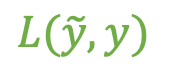 L(ỹ, y)